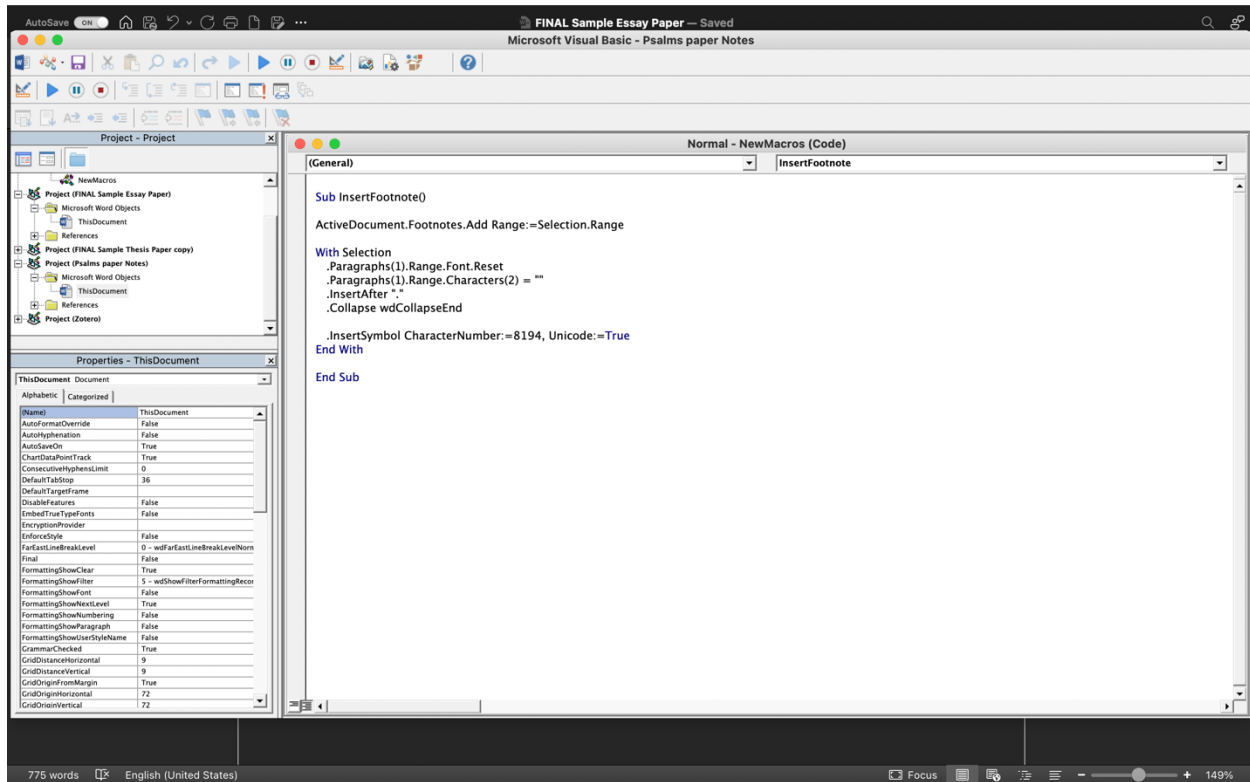 AutoSave ON
FINAL Sample Essay Paper — Saved
Microsoft Visual Basic - Psalms paper Notes
Project - Project
NewMacros
Project (FINAL Sample Essay Paper)
Microsoft Word Objects
ThisDocument
References
Project (FINAL Sample Thesis Paper copy)
Project (Psalms paper Notes)
Microsoft Word Objects
ThisDocument
References
Project (Zotero)
Properties - ThisDocument
ThisDocument Document
Alphabetic Categorized
(Name) ThisDocument
AutoFormatOverride False
AutoHyphenation False
AutoSaveOn True
ChartDataPointTrack True
ConsecutiveHyphensLimit 0
DefaultTabStop 36
DefaultTargetFrame
DisableFeatures False
EmbedTrueTypeFonts False
EncryptionProvider
EnforceStyle False
FarEastLineBreakLevel 0 - wdFarEastLineBreakLevelNorn
Final False
FormattingShowClear True
FormattingShowFilter 5 - wdShowFilterFormattingRecor
FormattingShowFont False
FormattingShowNextLevel True
FormattingShowNumbering False
FormattingShowParagraph False
FormattingShowUserStyleName False
GrammarChecked True
GridDistanceHorizontal 9
GridDistanceVertical 9
GridOriginFromMargin True
GridOriginHorizontal 72
GridOriginVertical 72
Normal - NewMacros (Code)
(General) InsertFootnote
Sub InsertFootnote()
ActiveDocument.Footnotes.Add Range:=Selection.Range
With Selection
.Paragraphs(1).Range.Font.Reset
.Paragraphs(1).Range.Characters(2) = ""
.InsertAfter "."
.Collapse wdCollapseEnd
.InsertSymbol CharacterNumber:=8194, Unicode:=True
End With
End Sub
775 words English (United States) Focus 149%